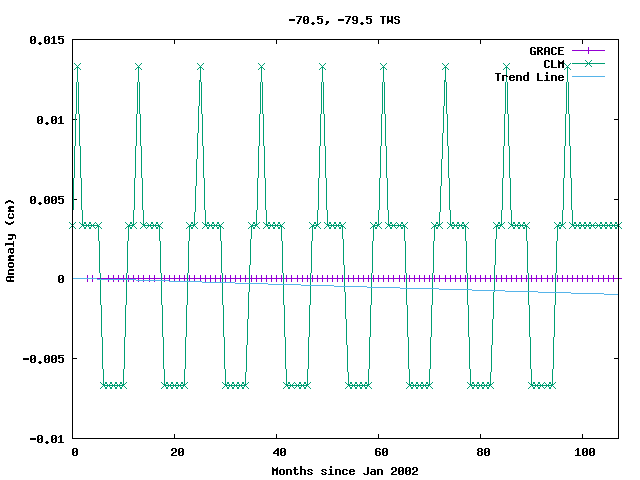 -70.5, -79.5 TWS
0.015
GRACE
CLM
Trend Line
0.01
0.005
0
-0.005
-0.01
Anomaly (cm)
0 20 40 60 80 100
Months since Jan 2002